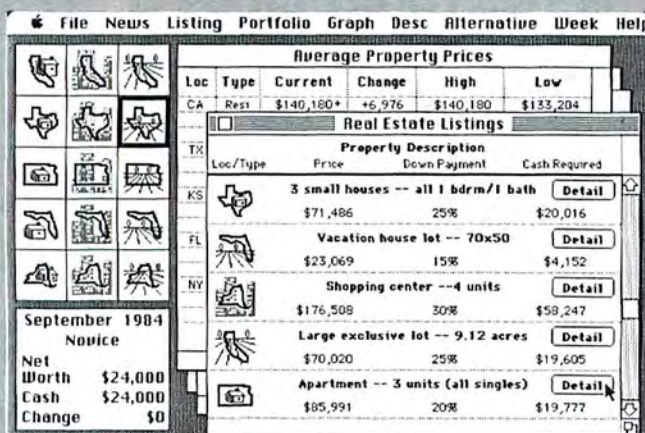 File News Listing Portfolio Graph Desc Alternative Week Help
Average Property Prices
Loc Type Current Change High Low
CA Resi $140,180+ +6,976 $140,180 $133,204
TX
KS
FL
NY
Real Estate Listings
Property Description
Loc/Type Price Down Payment Cash Required
3 small houses -- all 1 bdrm/1 bath Detail
$71,486 25% $20,016
Vacation house lot -- 70x50 Detail
$23,069 15% $4,152
Shopping center --4 units Detail
$176,508 30% $58,247
Large exclusive lot -- 9.12 acres Detail
$70,020 25% $19,605
Apartment -- 3 units (all singles) Detail
$85,991 20% $19,777
September 1984
Novice
Net
Worth $24,000
Cash $24,000
Change $0